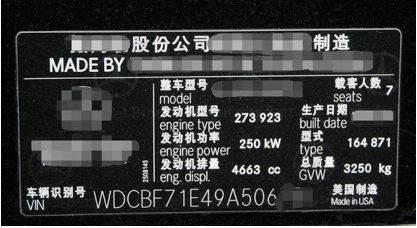 股份公司 制造
MADE BY
整车型号 载客人数 7
model seats
发动机型号 273 923 生产日期
engine type built date
发动机功率 250 kW 型式 164 871
engine power type
发动机排量 4663 cc 总质量 3250 kg
eng. displ. GVW
2508145
车辆识别号 WDCBF71E49A506 美国制造
VIN Made in USA